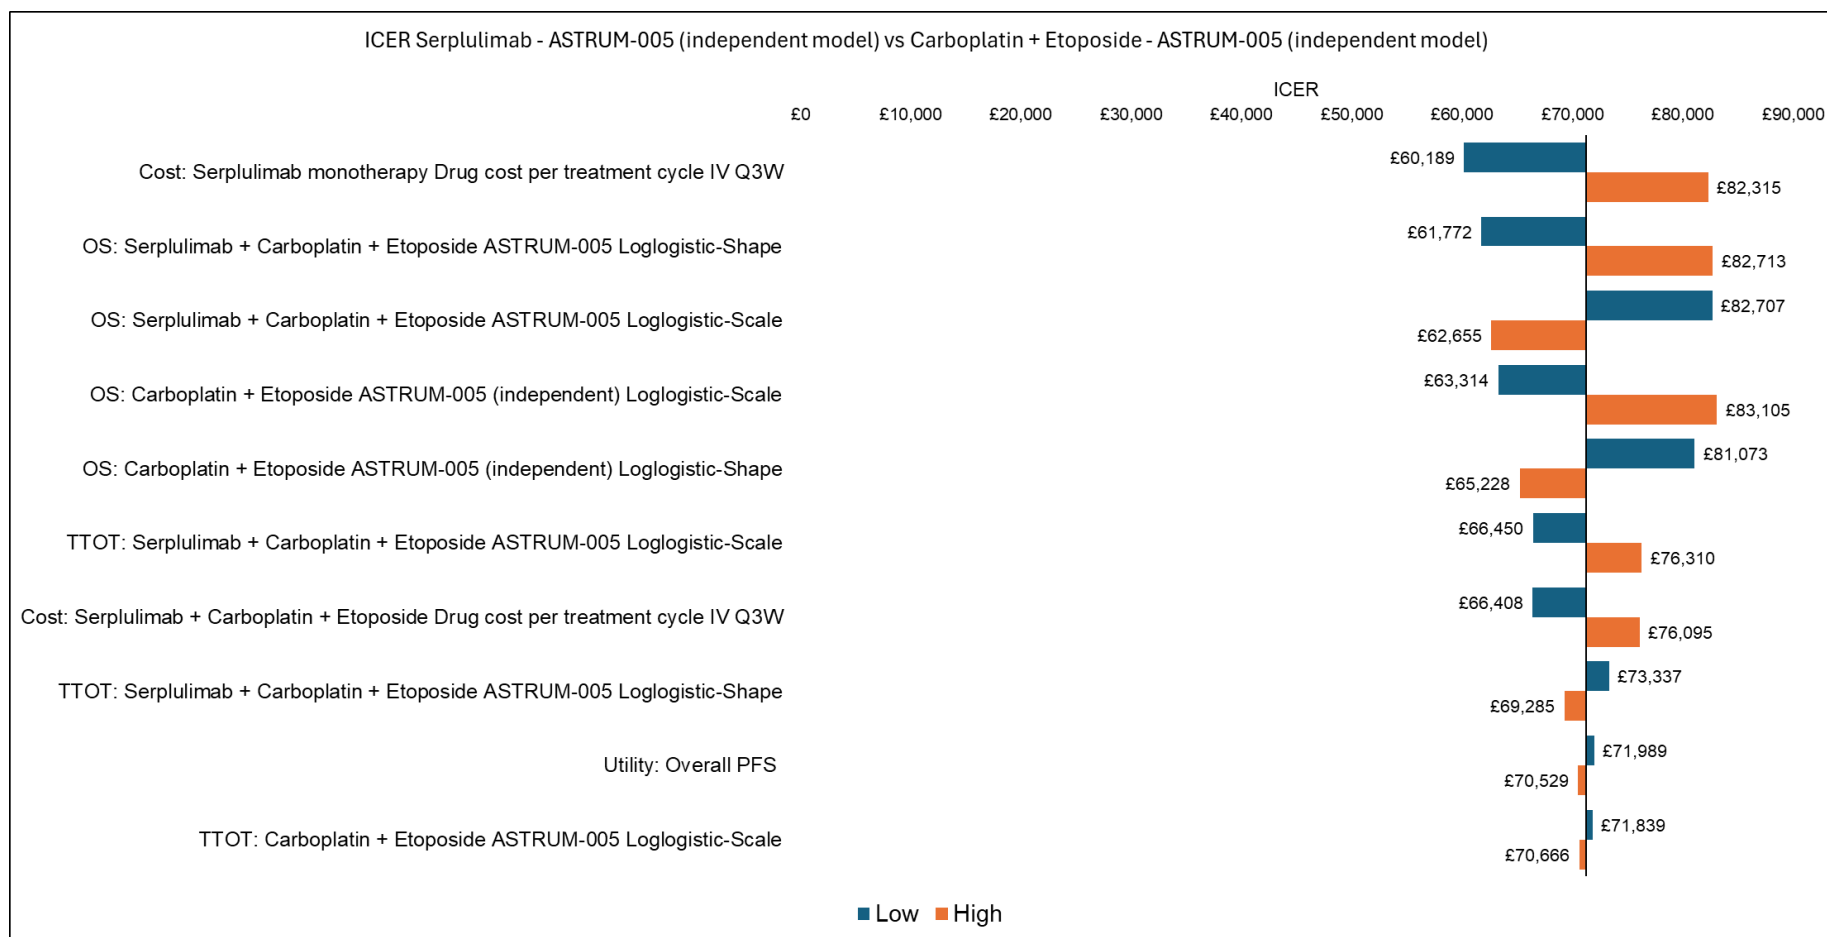 ICER Serplulimab - ASTRUM-005 (independent model) vs Carboplatin + Etoposide - ASTRUM-005 (independent model)
ICER
£0 £10,000 £20,000 £30,000 £40,000 £50,000 £60,000 £70,000 £80,000 £90,000
Cost: Serplulimab monotherapy Drug cost per treatment cycle IV Q3W
£60,189
£82,315
OS: Serplulimab + Carboplatin + Etoposide ASTRUM-005 Loglogistic-Shape
£61,772
£82,713
OS: Serplulimab + Carboplatin + Etoposide ASTRUM-005 Loglogistic-Scale
£82,707
£62,655
OS: Carboplatin + Etoposide ASTRUM-005 (independent) Loglogistic-Scale
£63,314
£83,105
OS: Carboplatin + Etoposide ASTRUM-005 (independent) Loglogistic-Shape
£81,073
£65,228
TTOT: Serplulimab + Carboplatin + Etoposide ASTRUM-005 Loglogistic-Scale
£66,450
£76,310
Cost: Serplulimab + Carboplatin + Etoposide Drug cost per treatment cycle IV Q3W
£66,408
£76,095
TTOT: Serplulimab + Carboplatin + Etoposide ASTRUM-005 Loglogistic-Shape
£73,337
£69,285
Utility: Overall PFS
£71,989
£70,529
TTOT: Carboplatin + Etoposide ASTRUM-005 Loglogistic-Scale
£71,839
£70,666
Low High